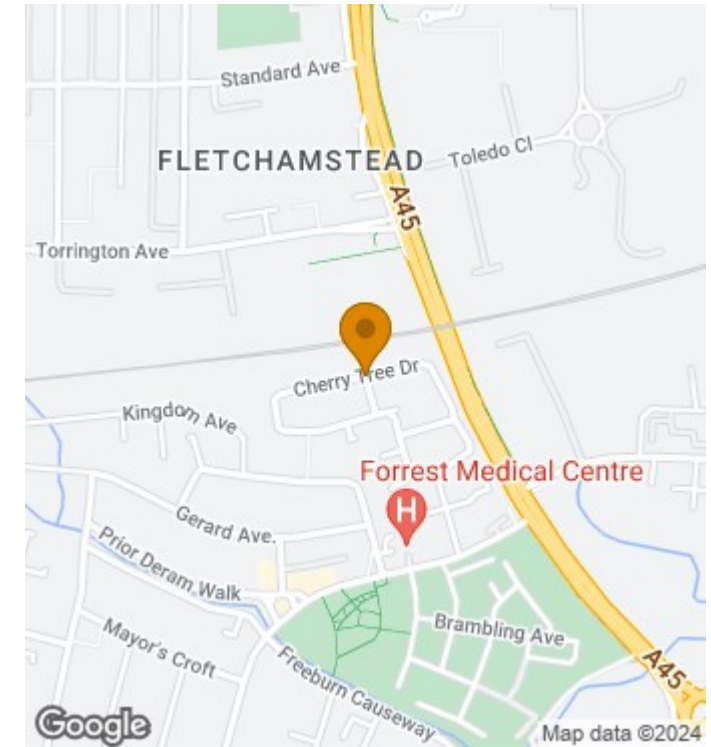 Standard Ave
FLETCHAMSTEAD
Toledo Cl
A45
Torrington Ave
Cherry Tree Dr
Kingdom Ave
Forrest Medical Centre
H
Gerard Ave.
Prior Deram Walk
Brambling Ave
Mayor's Croft
Freeburn Causeway
A45
Google
Map data ©2024